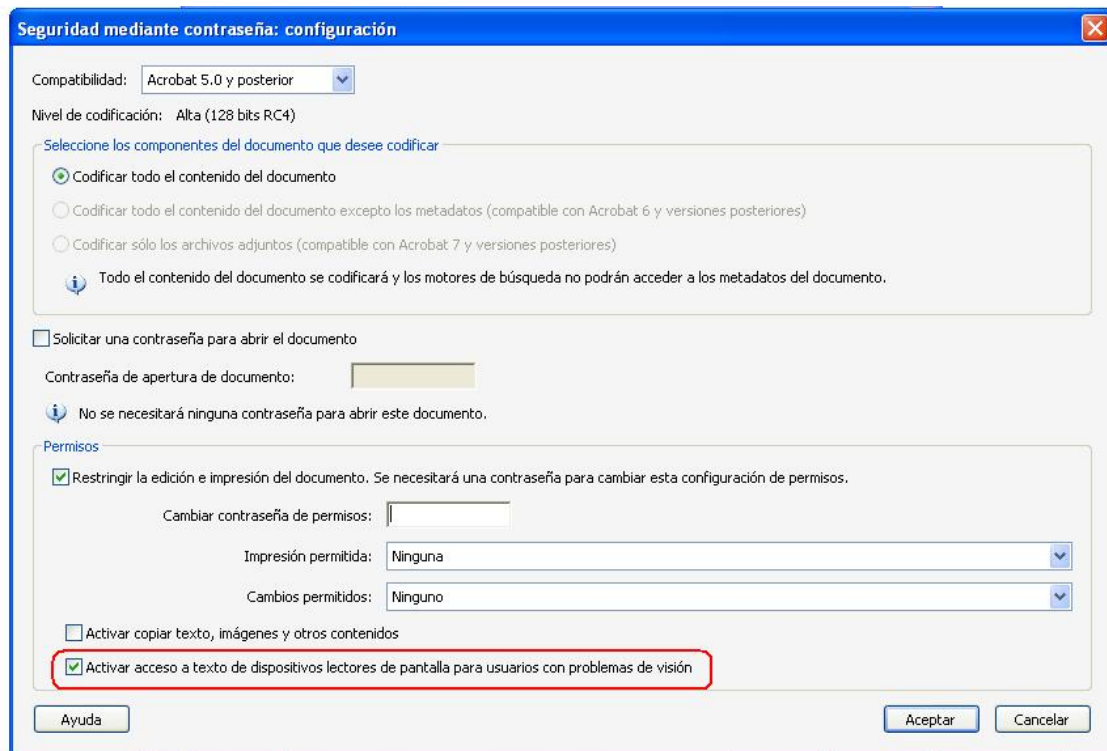 Seguridad mediante contraseña: configuración
Compatibilidad: Acrobat 5.0 y posterior
Nivel de codificación: Alta (128 bits RC4)
Seleccione los componentes del documento que desee codificar
Codificar todo el contenido del documento
Codificar todo el contenido del documento excepto los metadatos (compatible con Acrobat 6 y versiones posteriores)
Codificar sólo los archivos adjuntos (compatible con Acrobat 7 y versiones posteriores)
Todo el contenido del documento se codificará y los motores de búsqueda no podrán acceder a los metadatos del documento.
Solicitar una contraseña para abrir el documento
Contraseña de apertura de documento:
No se necesitará ninguna contraseña para abrir este documento.
Permisos
Restringir la edición e impresión del documento. Se necesitará una contraseña para cambiar esta configuración de permisos.
Cambiar contraseña de permisos:
Impresión permitida: Ninguna
Cambios permitidos: Ninguno
Activar copiar texto, imágenes y otros contenidos
Activar acceso a texto de dispositivos lectores de pantalla para usuarios con problemas de visión
Ayuda Aceptar Cancelar